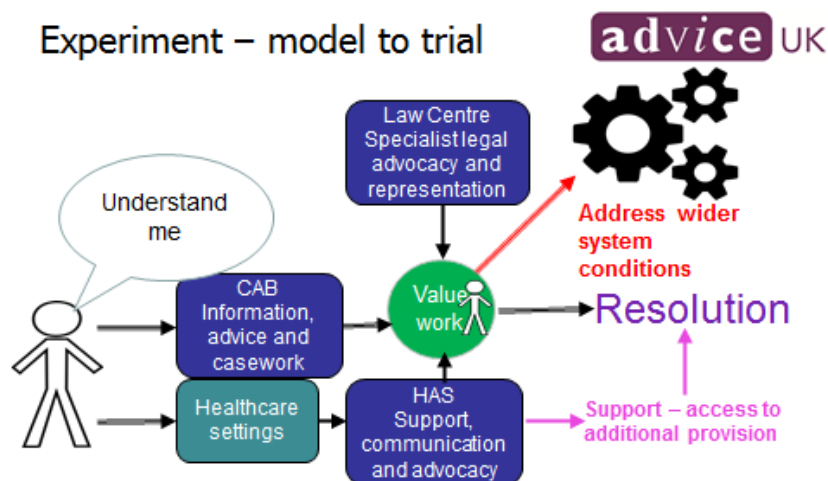 Experiment – model to trial
advice UK
Law Centre
Specialist legal
advocacy and
representation
Understand
me
Address wider
system
conditions
CAB
Information,
advice and
casework
Value
work
Resolution
Healthcare
settings
HAS
Support,
communication
and advocacy
Support – access to
additional provision